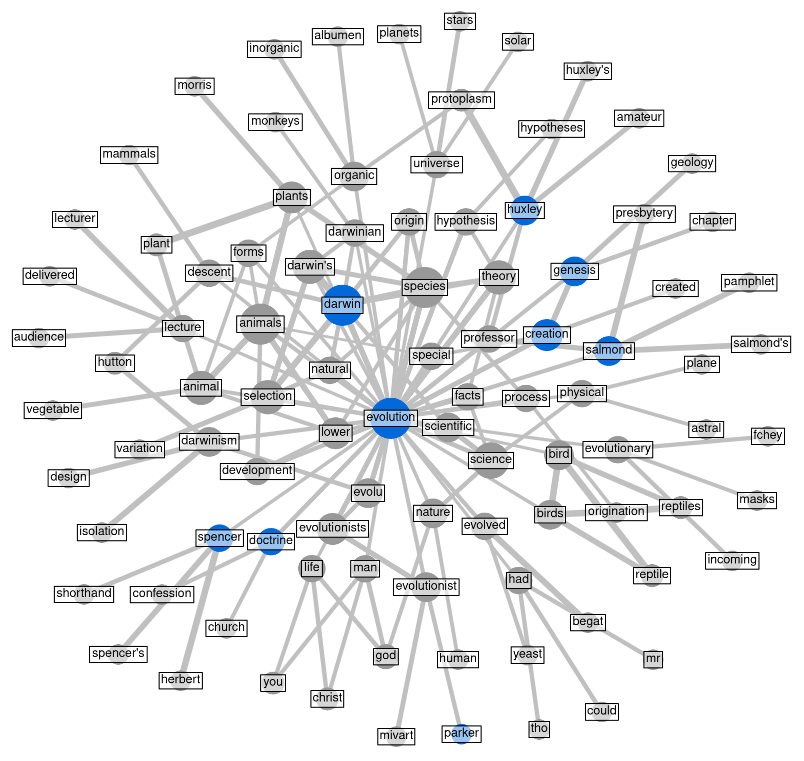 stars
albumen
planets
solar
inorganic
huxley's
morris
protoplasm
amateur
monkeys
hypotheses
mammals
universe
geology
organic
plants
huxley
presbytery
lecturer
origin
hypothesis
chapter
darwinian
plant
forms
darwin's
descent
genesis
delivered
theory
species
created
pamphlet
darwin
animals
lecture
audience
professor
creation
salmond
salmond's
special
hutton
natural
plane
animal
selection
facts
process
physical
vegetable
evolution
scientific
astral
lower
fchey
darwinism
variation
evolutionary
bird
science
development
design
evolu
masks
reptiles
nature
birds
origination
isolation
evolutionists
evolved
spencer
doctrine
incoming
life
man
reptile
had
evolutionist
shorthand
confession
begat
church
spencer's
god
human
yeast
mr
herbert
you
christ
could
tho
parker
mivart